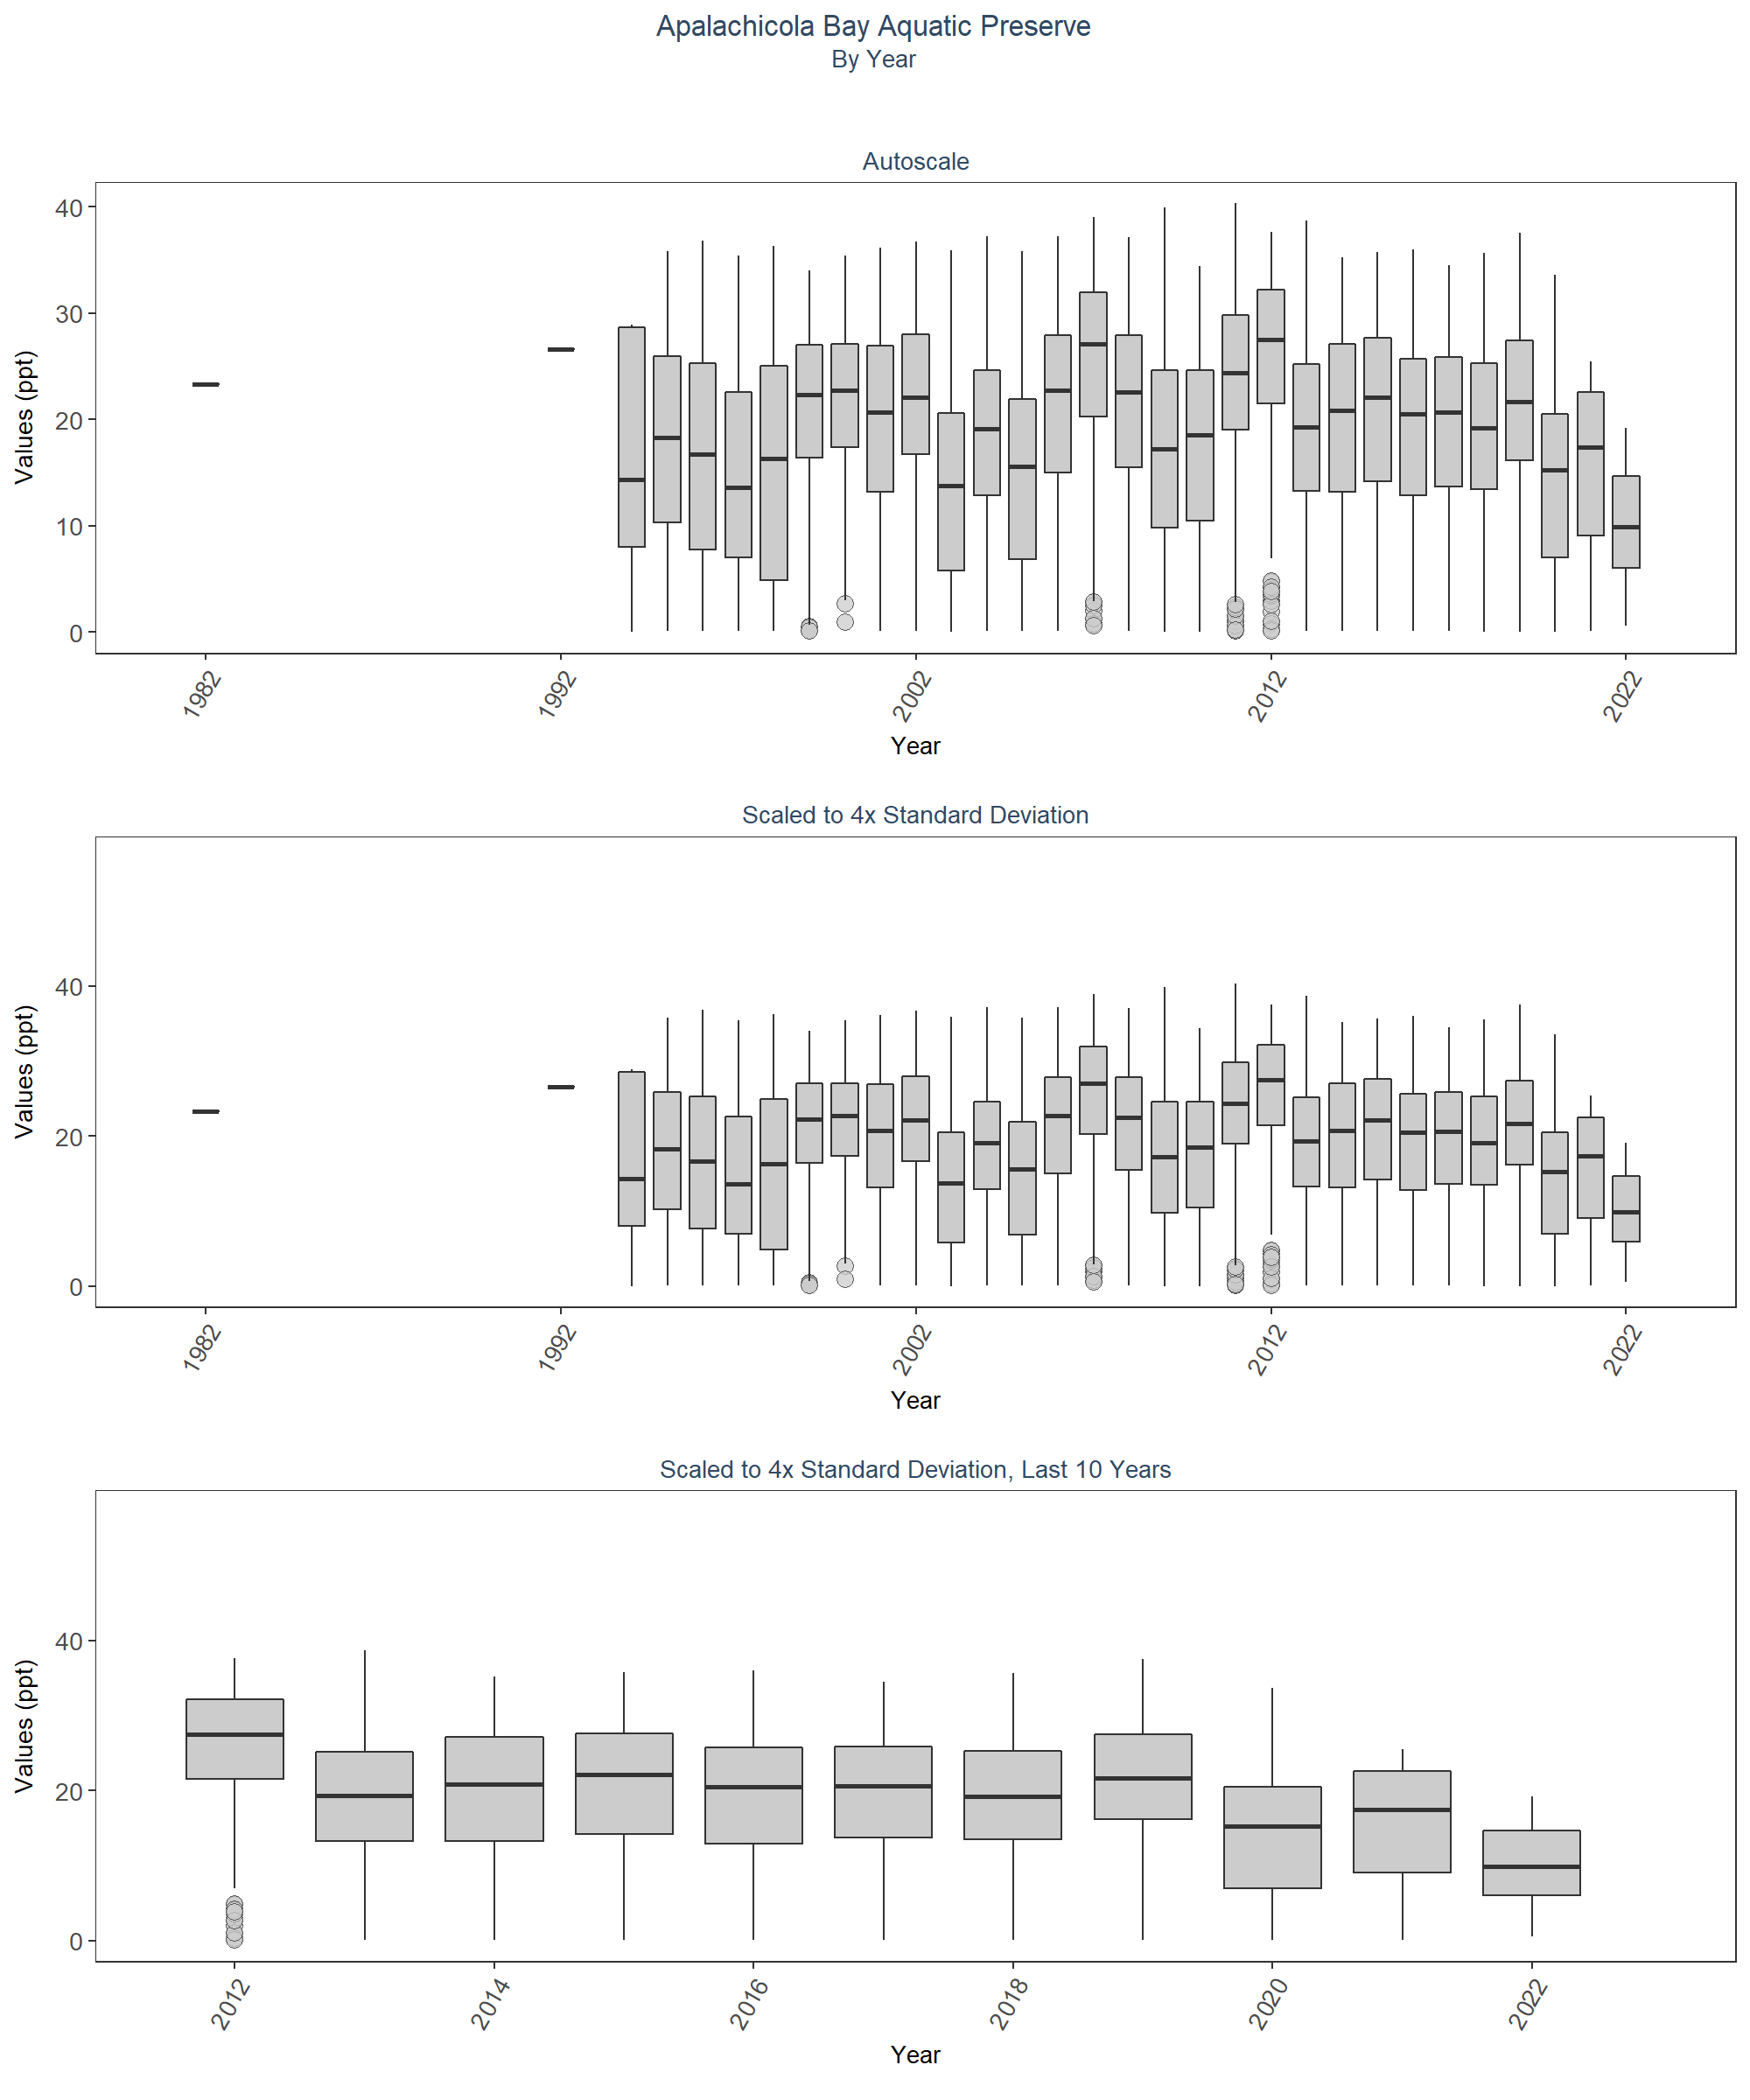 Apalachicola Bay Aquatic Preserve
By Year
Autoscale
Values (ppt)
40
30
20
10
0
1982 1992 2002 2012 2022
Year
Scaled to 4x Standard Deviation
Values (ppt)
40
20
0
1982 1992 2002 2012 2022
Year
Scaled to 4x Standard Deviation, Last 10 Years
Values (ppt)
40
20
0
2012 2014 2016 2018 2020 2022
Year